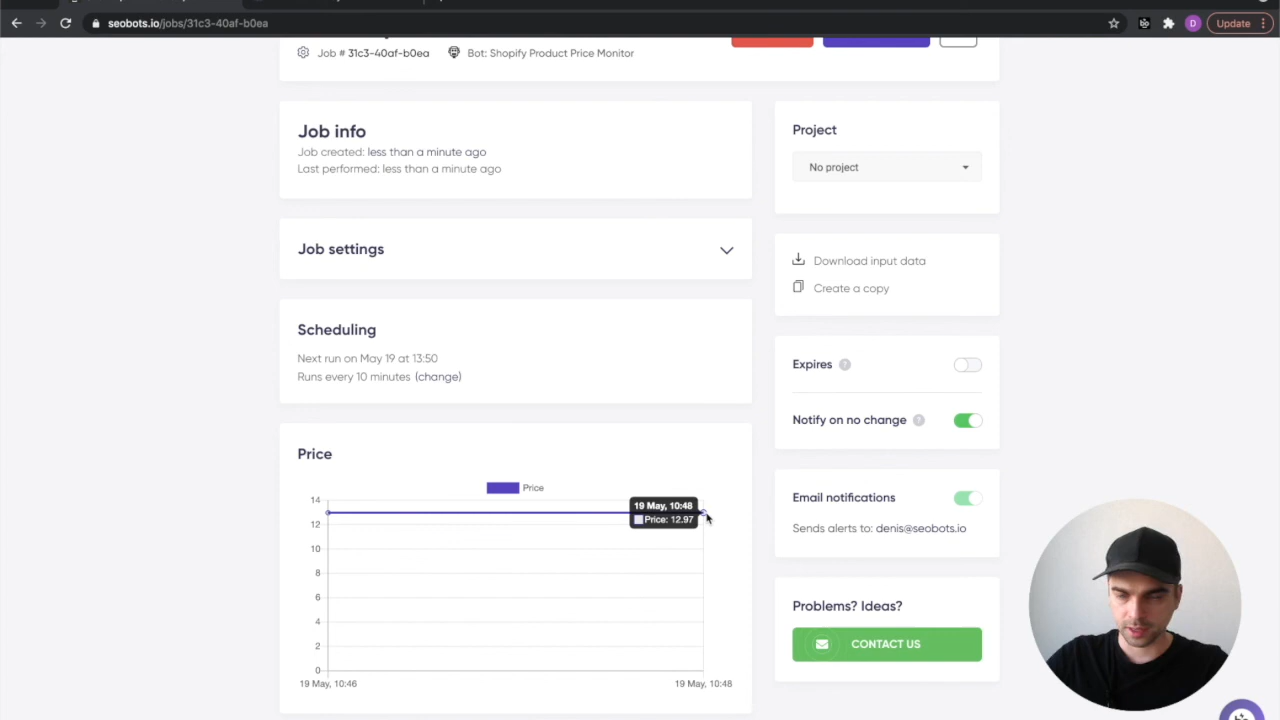 seobots.io/jobs/31c3-40af-b0ea
D
Update
Job # 31c3-40af-b0ea
Bot: Shopify Product Price Monitor
Job info
Job created: less than a minute ago
Last performed: less than a minute ago
Job settings
Scheduling
Next run on May 19 at 13:50
Runs every 10 minutes (change)
Price
Price
14
12
10
8
6
4
2
0
19 May, 10:46
19 May, 10:48
19 May, 10:48
Price: 12.97
Project
No project
Download input data
Create a copy
Expires ?
Notify on no change ?
Email notifications
Sends alerts to: denis@seobots.io
Problems? Ideas?
CONTACT US